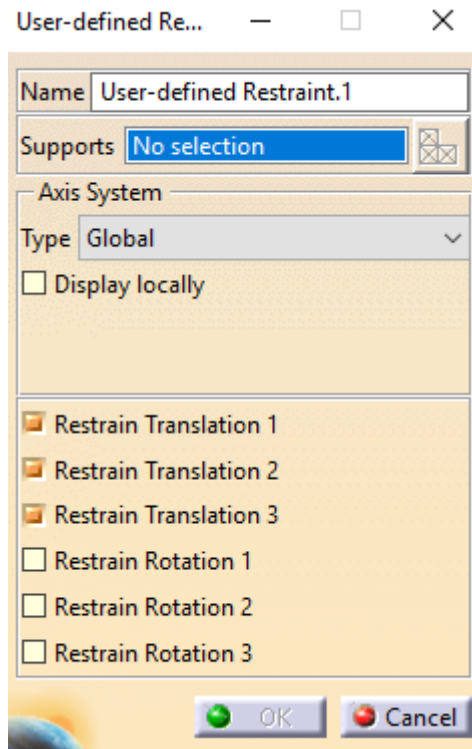 User-defined Re...
Name User-defined Restraint.1
Supports No selection
Axis System
Type Global
Display locally
Restrain Translation 1
Restrain Translation 2
Restrain Translation 3
Restrain Rotation 1
Restrain Rotation 2
Restrain Rotation 3
OK Cancel